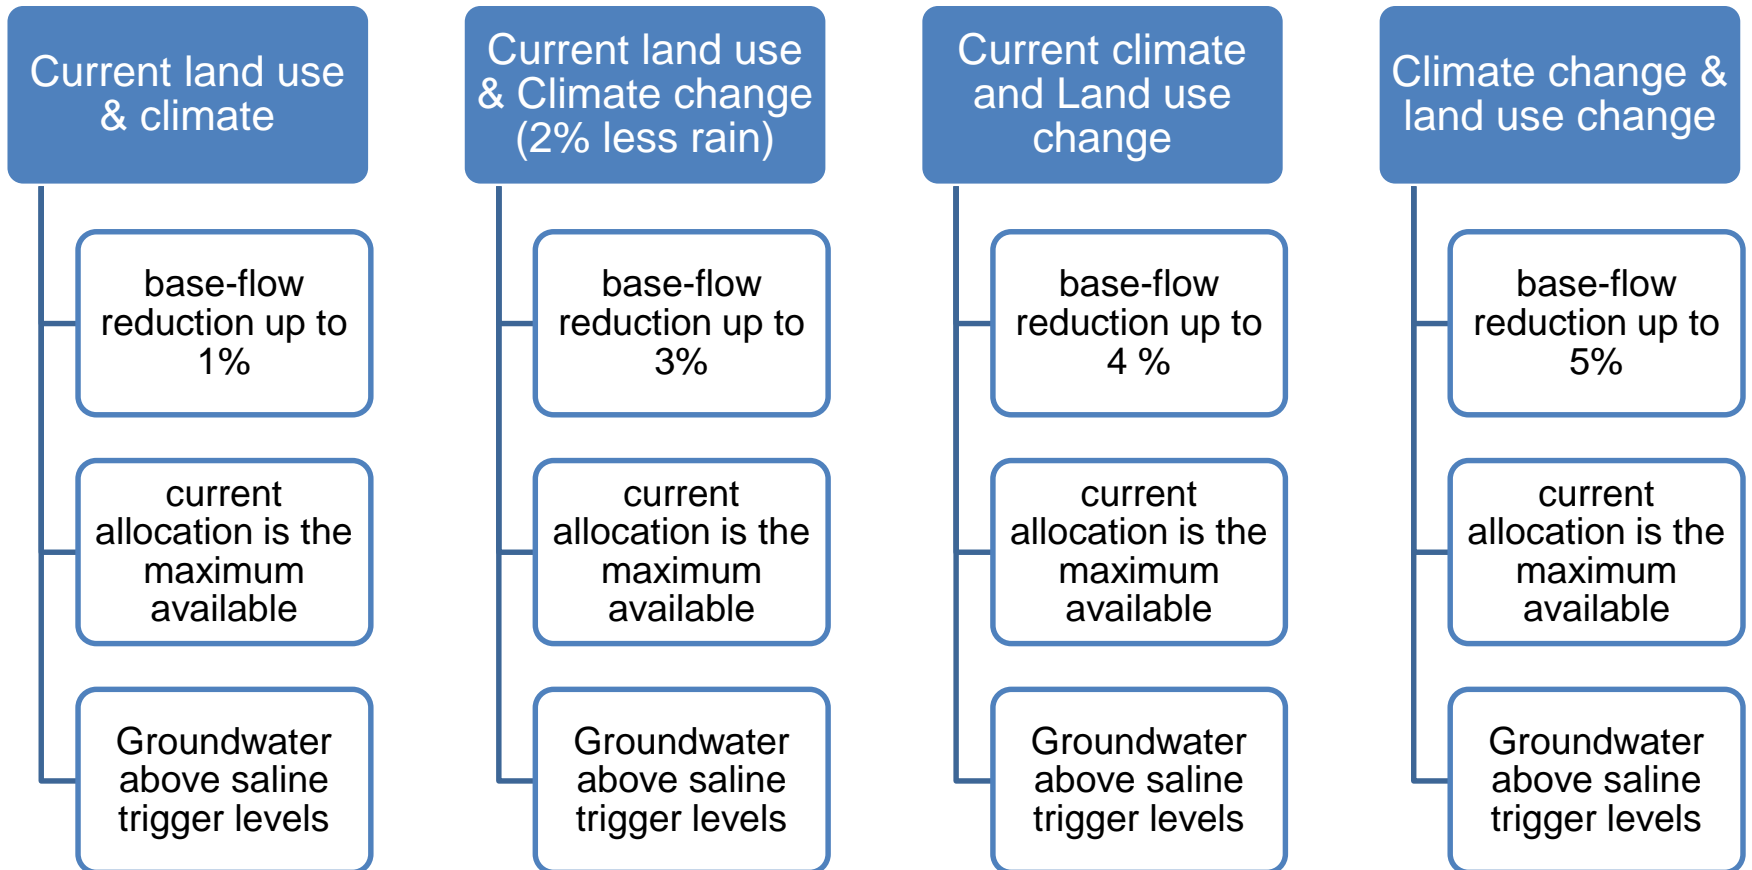 Current land use
& climate
base-flow
reduction up to
1%
current
allocation is the
maximum
available
Groundwater
above saline
trigger levels
Current land use
& Climate change
(2% less rain)
base-flow
reduction up to
3%
current
allocation is the
maximum
available
Groundwater
above saline
trigger levels
Current climate
and Land use
change
base-flow
reduction up to
4 %
current
allocation is the
maximum
available
Groundwater
above saline
trigger levels
Climate change &
land use change
base-flow
reduction up to
5%
current
allocation is the
maximum
available
Groundwater
above saline
trigger levels